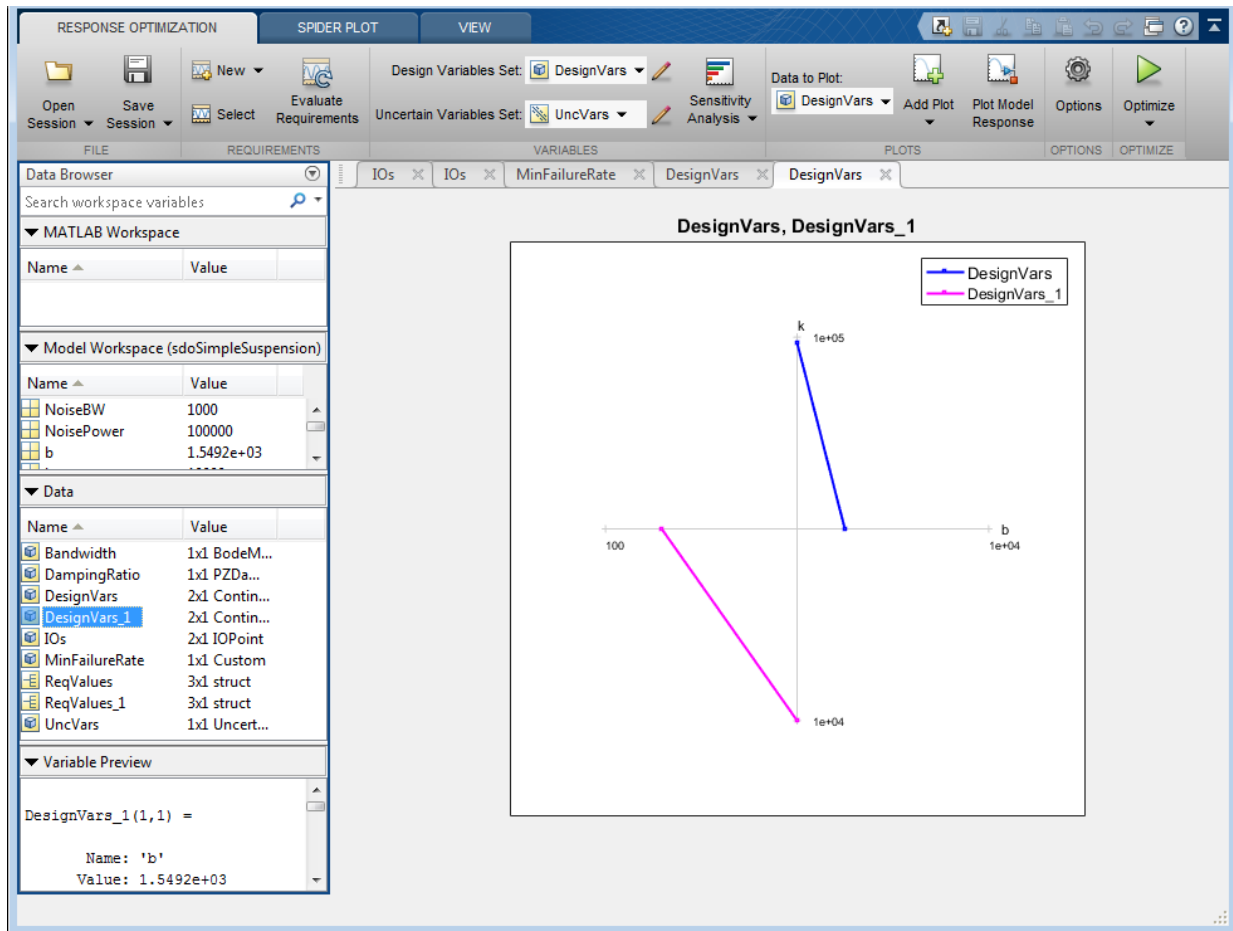 RESPONSE OPTIMIZATION SPIDER PLOT VIEW
Open Session Save Session New Select Evaluate Requirements
Design Variables Set: DesignVars
Uncertain Variables Set: UncVars
Sensitivity Analysis
Data to Plot:
DesignVars
Add Plot Plot Model Response Options Optimize
FILE REQUIREMENTS VARIABLES PLOTS OPTIONS OPTIMIZE
Data Browser
Search workspace variables
MATLAB Workspace
Name Value
Model Workspace (sdoSimpleSuspension)
Name Value
NoiseBW 1000
NoisePower 100000
b 1.5492e+03
Data
Name Value
Bandwidth 1x1 BodeM...
DampingRatio 1x1 PZDa...
DesignVars 2x1 Contin...
DesignVars_1 2x1 Contin...
IOs 2x1 IOPoint
MinFailureRate 1x1 Custom
ReqValues 3x1 struct
ReqValues_1 3x1 struct
UncVars 1x1 Uncert...
Variable Preview
DesignVars_1(1,1) =
Name: 'b'
Value: 1.5492e+03
IOs IOs MinFailureRate DesignVars DesignVars
DesignVars, DesignVars_1
DesignVars
DesignVars_1
k
1e+05
100
b
1e+04
1e+04